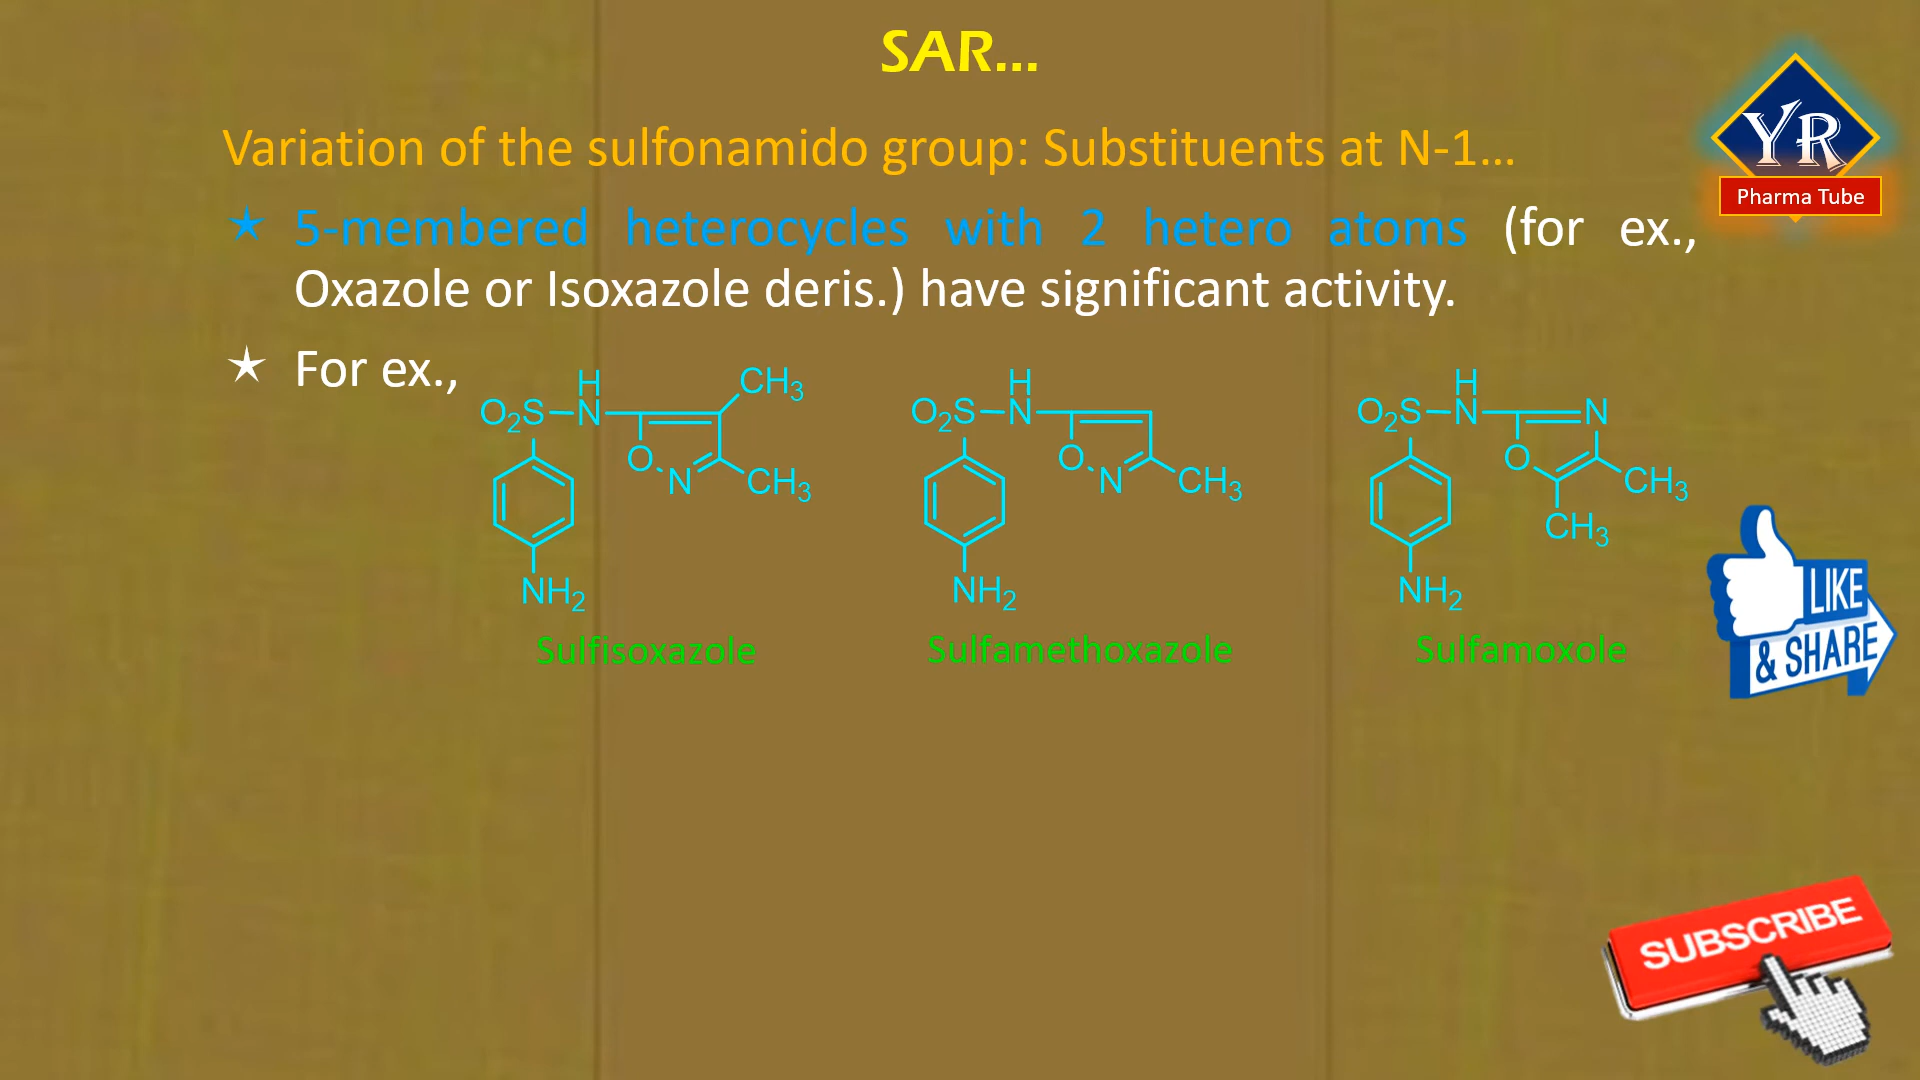 SAR...
YR
Pharma Tube
Variation of the sulfonamido group: Substituents at N-1...
5-membered heterocycles with 2 hetero atoms (for ex.,
Oxazole or Isoxazole deris.) have significant activity.
For ex.,
O₂S H N O N CH₃ CH₃ NH₂
O₂S H N O N CH₃ NH₂
O₂S H N N O CH₃ CH₃ NH₂
Sulfisoxazole Sulfamethoxazole Sulfamoxole
LIKE
& SHARE
SUBSCRIBE